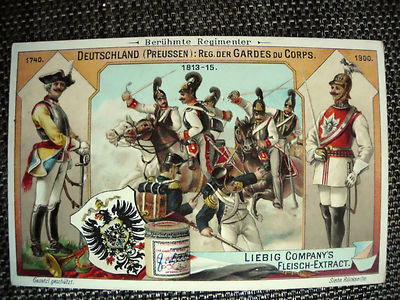 Berühmte Regimenter
DEUTSCHLAND (PREUSSEN): REG. DER GARDES DU CORPS.
1740.
1813-15.
1900.
LIEBIG COMPANY'S
FLEISCH-EXTRACT.
Gesetzl. geschützt.
Siehe Rückseite.